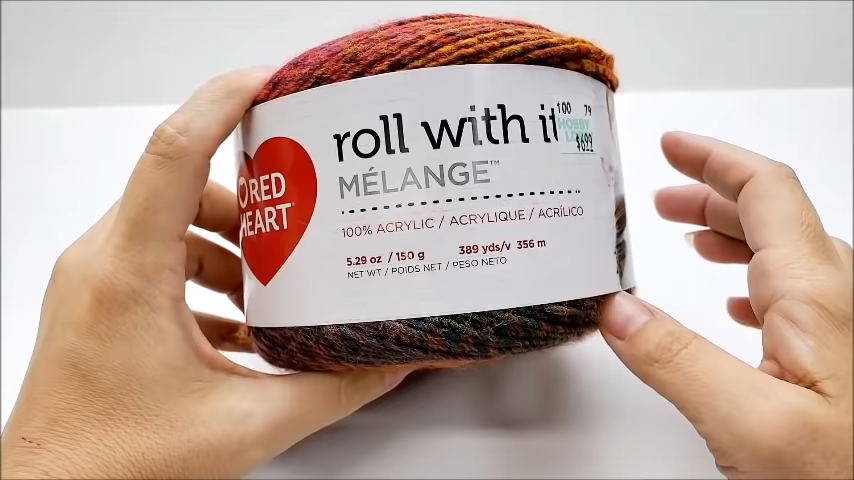 roll with it
MÉLANGE™
100% ACRYLIC / ACRYLIQUE / ACRÍLICO
5.29 oz / 150 g 389 yds/v 356 m
NET WT / POIDS NET / PESO NETO
RED
HEART®
100 79
HOBBY
$6.99